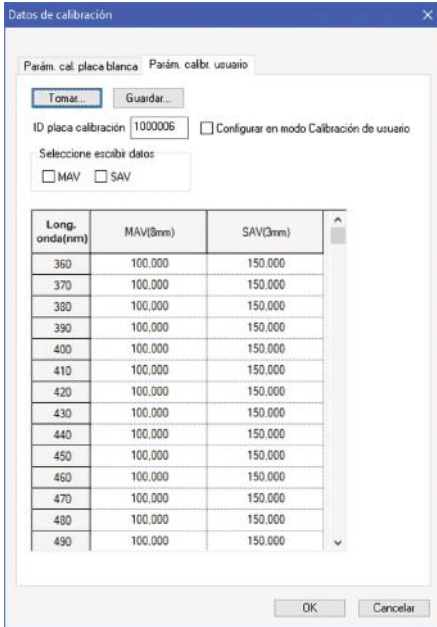 Datos de calibración
Parám. cal. placa blanca Parám. calibr. usuario
Tomar... Guardar...
ID placa calibración 1000006 Configurar en modo Calibración de usuario
Seleccione escribir datos
MAV SAV
Long. onda(nm) MAV(8mm) SAV(3mm)
360 100,000 150,000
370 100,000 150,000
380 100,000 150,000
390 100,000 150,000
400 100,000 150,000
410 100,000 150,000
420 100,000 150,000
430 100,000 150,000
440 100,000 150,000
450 100,000 150,000
460 100,000 150,000
470 100,000 150,000
480 100,000 150,000
490 100,000 150,000
OK Cancelar